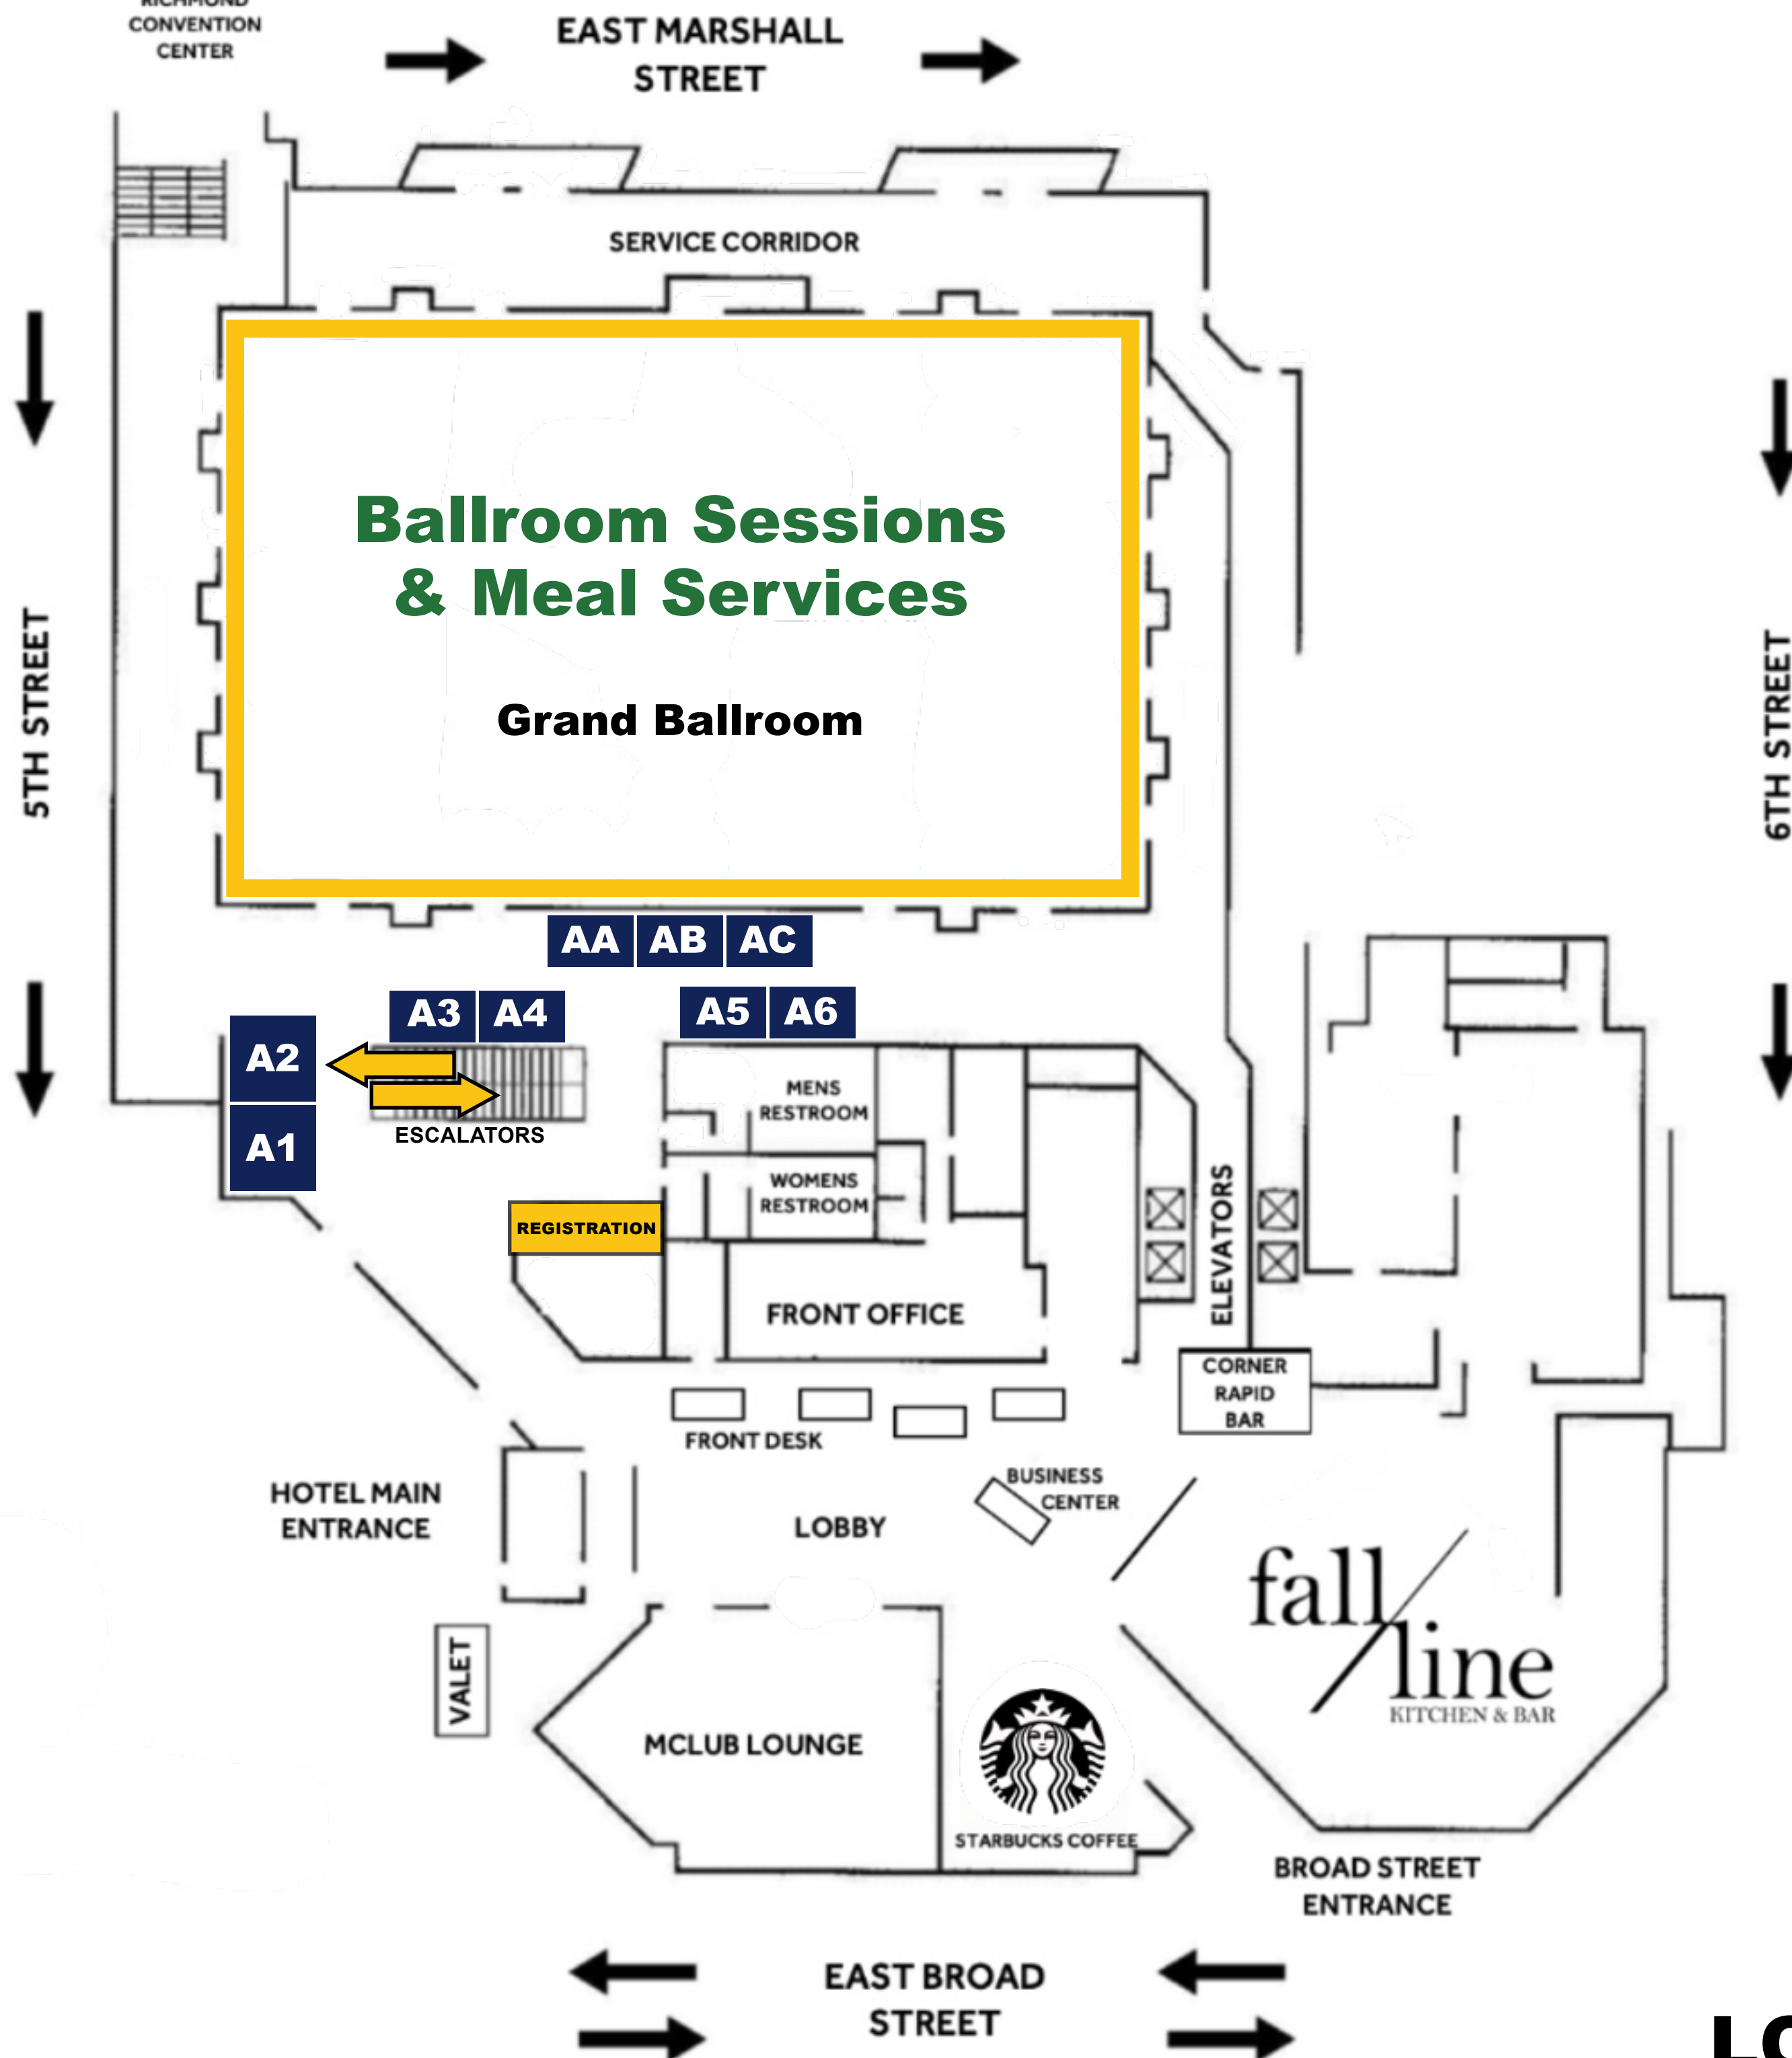 RICHMOND
CONVENTION
CENTER
EAST MARSHALL
STREET
SERVICE CORRIDOR
5TH STREET
6TH STREET
Ballroom Sessions
& Meal Services
Grand Ballroom
AA AB AC
A3 A4
A5 A6
A2
A1
ESCALATORS
MENS
RESTROOM
WOMENS
RESTROOM
REGISTRATION
ELEVATORS
FRONT OFFICE
CORNER
RAPID
BAR
FRONT DESK
BUSINESS
CENTER
HOTEL MAIN
ENTRANCE
LOBBY
fall
line
KITCHEN & BAR
VALET
MCLUB LOUNGE
STARBUCKS COFFEE
BROAD STREET
ENTRANCE
EAST BROAD
STREET